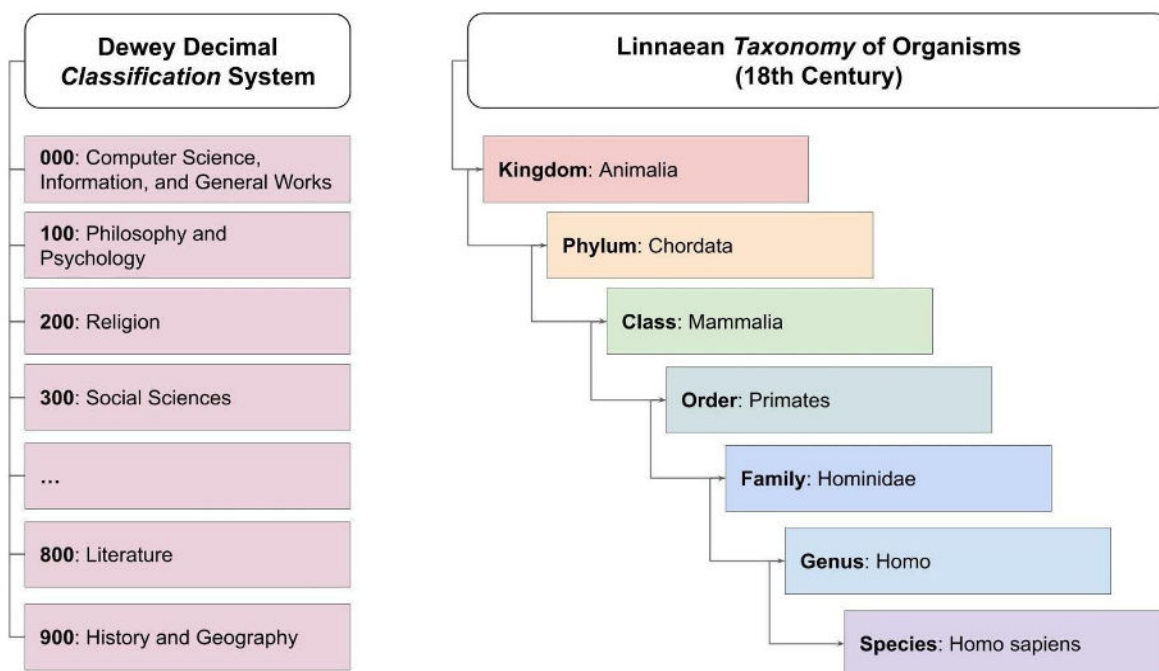 Dewey Decimal
Classification System
000: Computer Science,
Information, and General Works
100: Philosophy and
Psychology
200: Religion
300: Social Sciences
...
800: Literature
900: History and Geography
Linnaean Taxonomy of Organisms
(18th Century)
Kingdom: Animalia
Phylum: Chordata
Class: Mammalia
Order: Primates
Family: Hominidae
Genus: Homo
Species: Homo sapiens